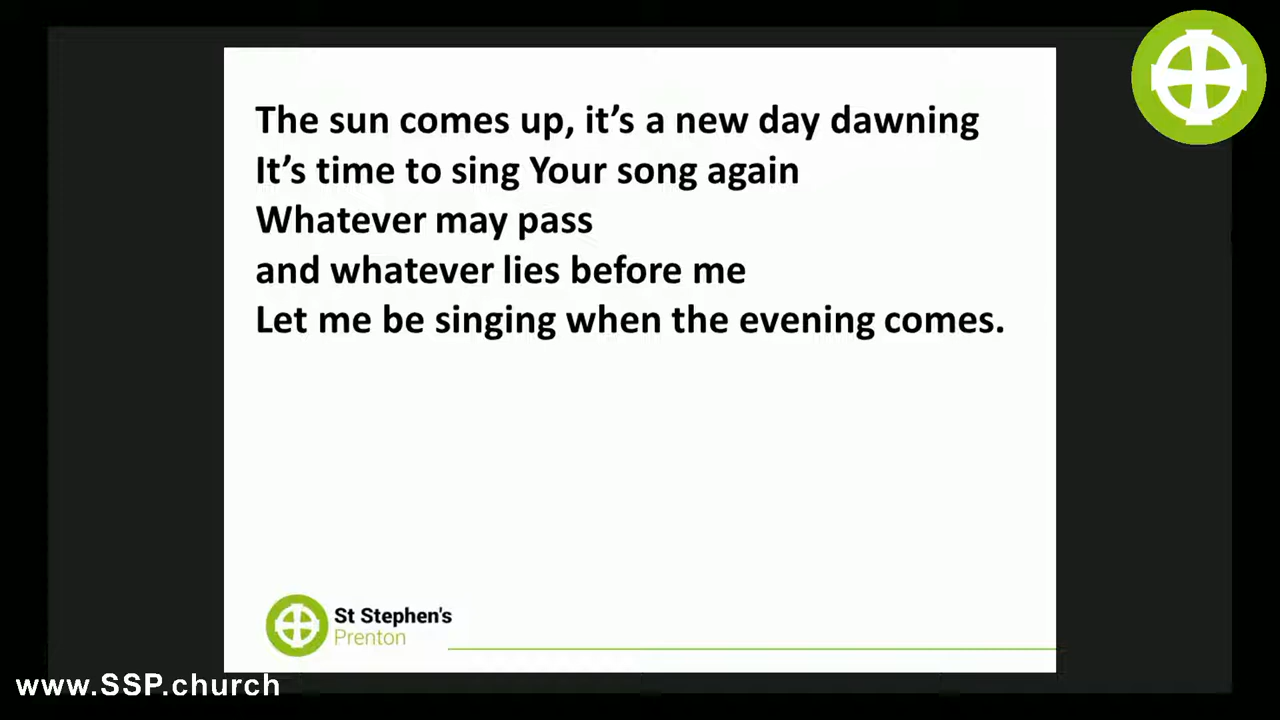 The sun comes up, it's a new day dawning
It's time to sing Your song again
Whatever may pass
and whatever lies before me
Let me be singing when the evening comes.
St Stephen's
Prenton
www.SSP.church